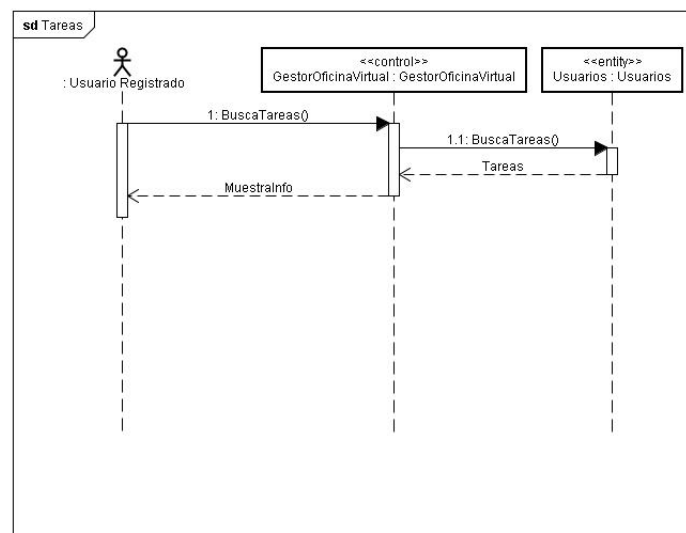 sd Tareas
: Usuario Registrado
<<control>>
GestorOficinaVirtual : GestorOficinaVirtual
<<entity>>
Usuarios : Usuarios
1: BuscaTareas()
1.1: BuscaTareas()
Tareas
MuestraInfo